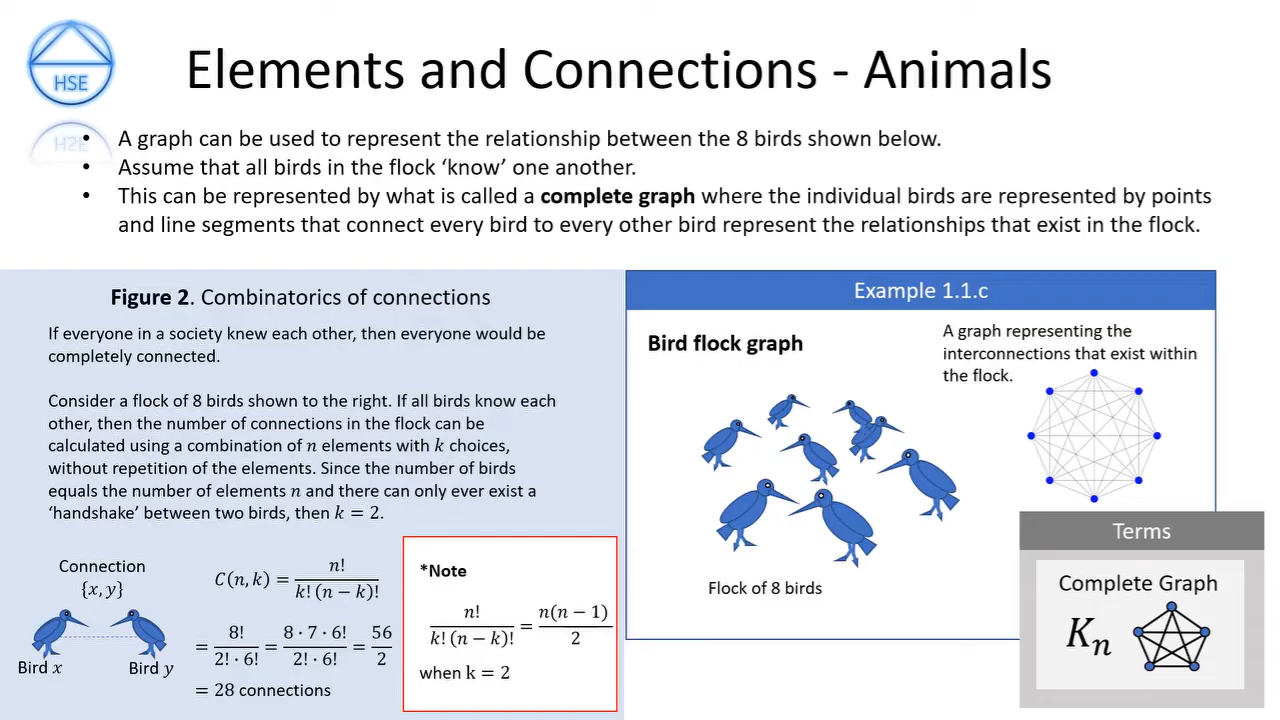 HSE
Elements and Connections - Animals
• A graph can be used to represent the relationship between the 8 birds shown below.
• Assume that all birds in the flock ‘know’ one another.
• This can be represented by what is called a complete graph where the individual birds are represented by points
and line segments that connect every bird to every other bird represent the relationships that exist in the flock.
Figure 2. Combinatorics of connections
If everyone in a society knew each other, then everyone would be
completely connected.
Consider a flock of 8 birds shown to the right. If all birds know each
other, then the number of connections in the flock can be
calculated using a combination of n elements with k choices,
without repetition of the elements. Since the number of birds
equals the number of elements n and there can only ever exist a
‘handshake’ between two birds, then k = 2.
Connection
{x, y}
Bird x
Bird y
C(n, k) = n! / k! (n − k)!
= 8! / 2! · 6! = 8 · 7 · 6! / 2! · 6! = 56 / 2
= 28 connections
*Note
n! / k! (n − k)! = n(n − 1) / 2
when k = 2
Example 1.1.c
Bird flock graph
A graph representing the
interconnections that exist within
the flock.
Flock of 8 birds
Terms
Complete Graph
Kₙ